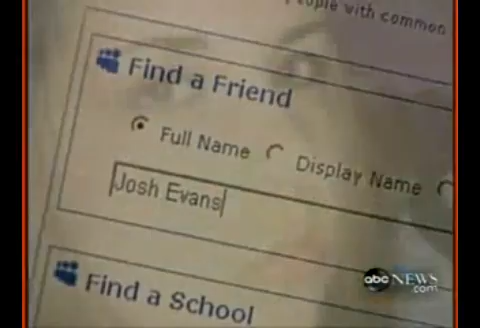 people with common
Find a Friend
Full Name Display Name
Josh Evans
abc NEWS
.com
Find a School